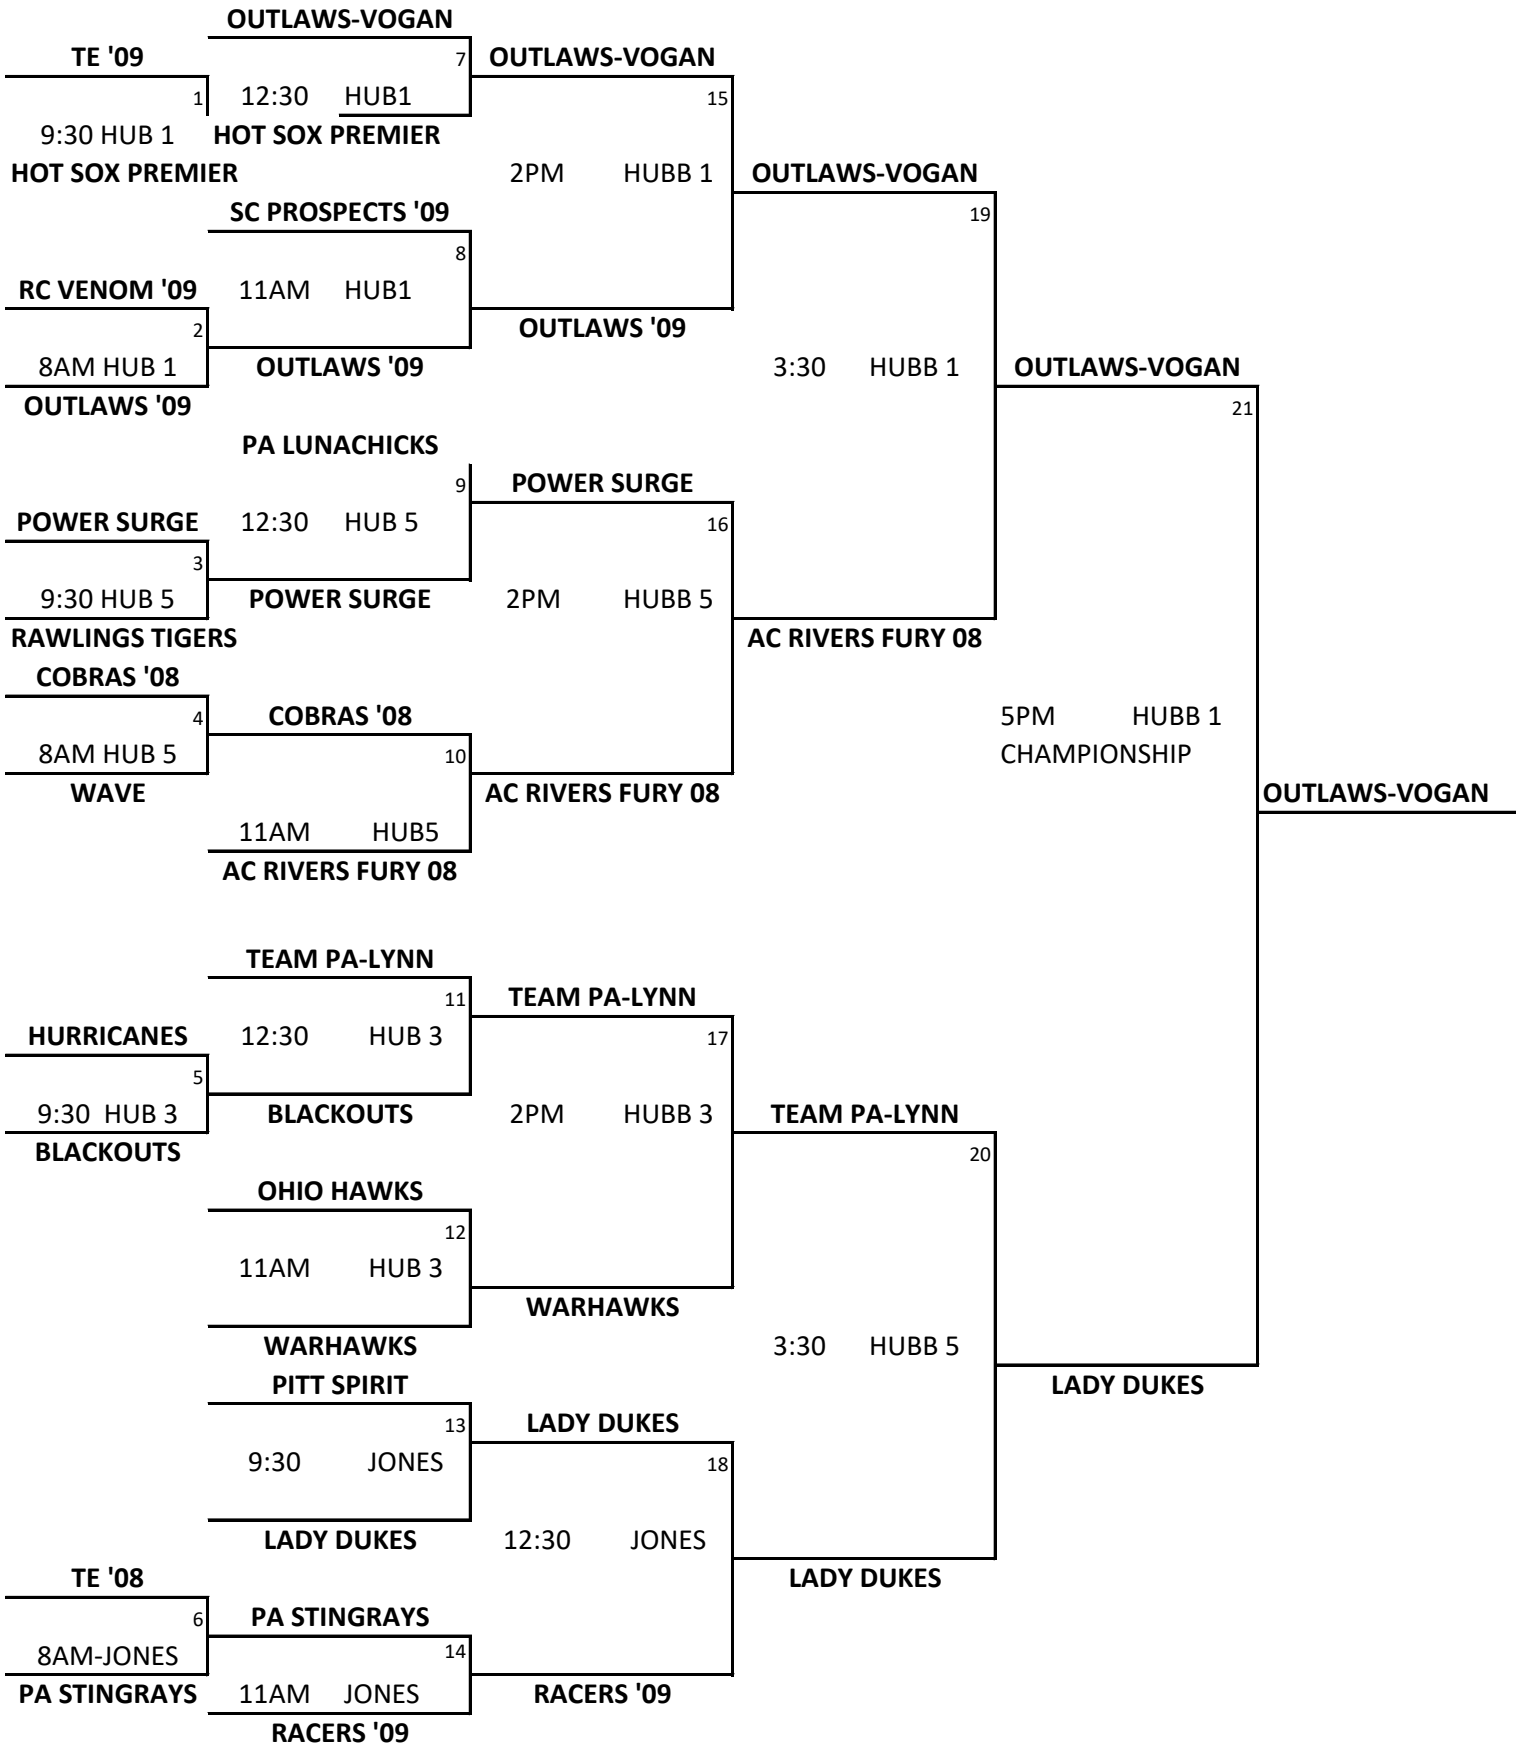 OUTLAWS-VOGAN
TE '09 7 OUTLAWS-VOGAN
1 12:30 HUB1 15
9:30 HUB 1 HOT SOX PREMIER
HOT SOX PREMIER 2PM HUBB 1 OUTLAWS-VOGAN
SC PROSPECTS '09 19
8
RC VENOM '09 11AM HUB1
2 OUTLAWS '09
8AM HUB 1 OUTLAWS '09 3:30 HUBB 1 OUTLAWS-VOGAN
OUTLAWS '09 21
PA LUNACHICKS
9 POWER SURGE
POWER SURGE 12:30 HUB 5 16
3
9:30 HUB 5 POWER SURGE 2PM HUBB 5
RAWLINGS TIGERS AC RIVERS FURY 08
COBRAS '08
4 COBRAS '08 5PM HUBB 1
8AM HUB 5 10 CHAMPIONSHIP
WAVE AC RIVERS FURY 08 OUTLAWS-VOGAN
11AM HUB5
AC RIVERS FURY 08
TEAM PA-LYNN
11 TEAM PA-LYNN
HURRICANES 12:30 HUB 3 17
5
9:30 HUB 3 BLACKOUTS 2PM HUBB 3 TEAM PA-LYNN
BLACKOUTS 20
OHIO HAWKS
12
11AM HUB 3
WARHAWKS
WARHAWKS 3:30 HUBB 5
PITT SPIRIT LADY DUKES
13 LADY DUKES
9:30 JONES 18
LADY DUKES 12:30 JONES
TE '08 LADY DUKES
6 PA STINGRAYS
8AM-JONES 14
PA STINGRAYS 11AM JONES RACERS '09
RACERS '09